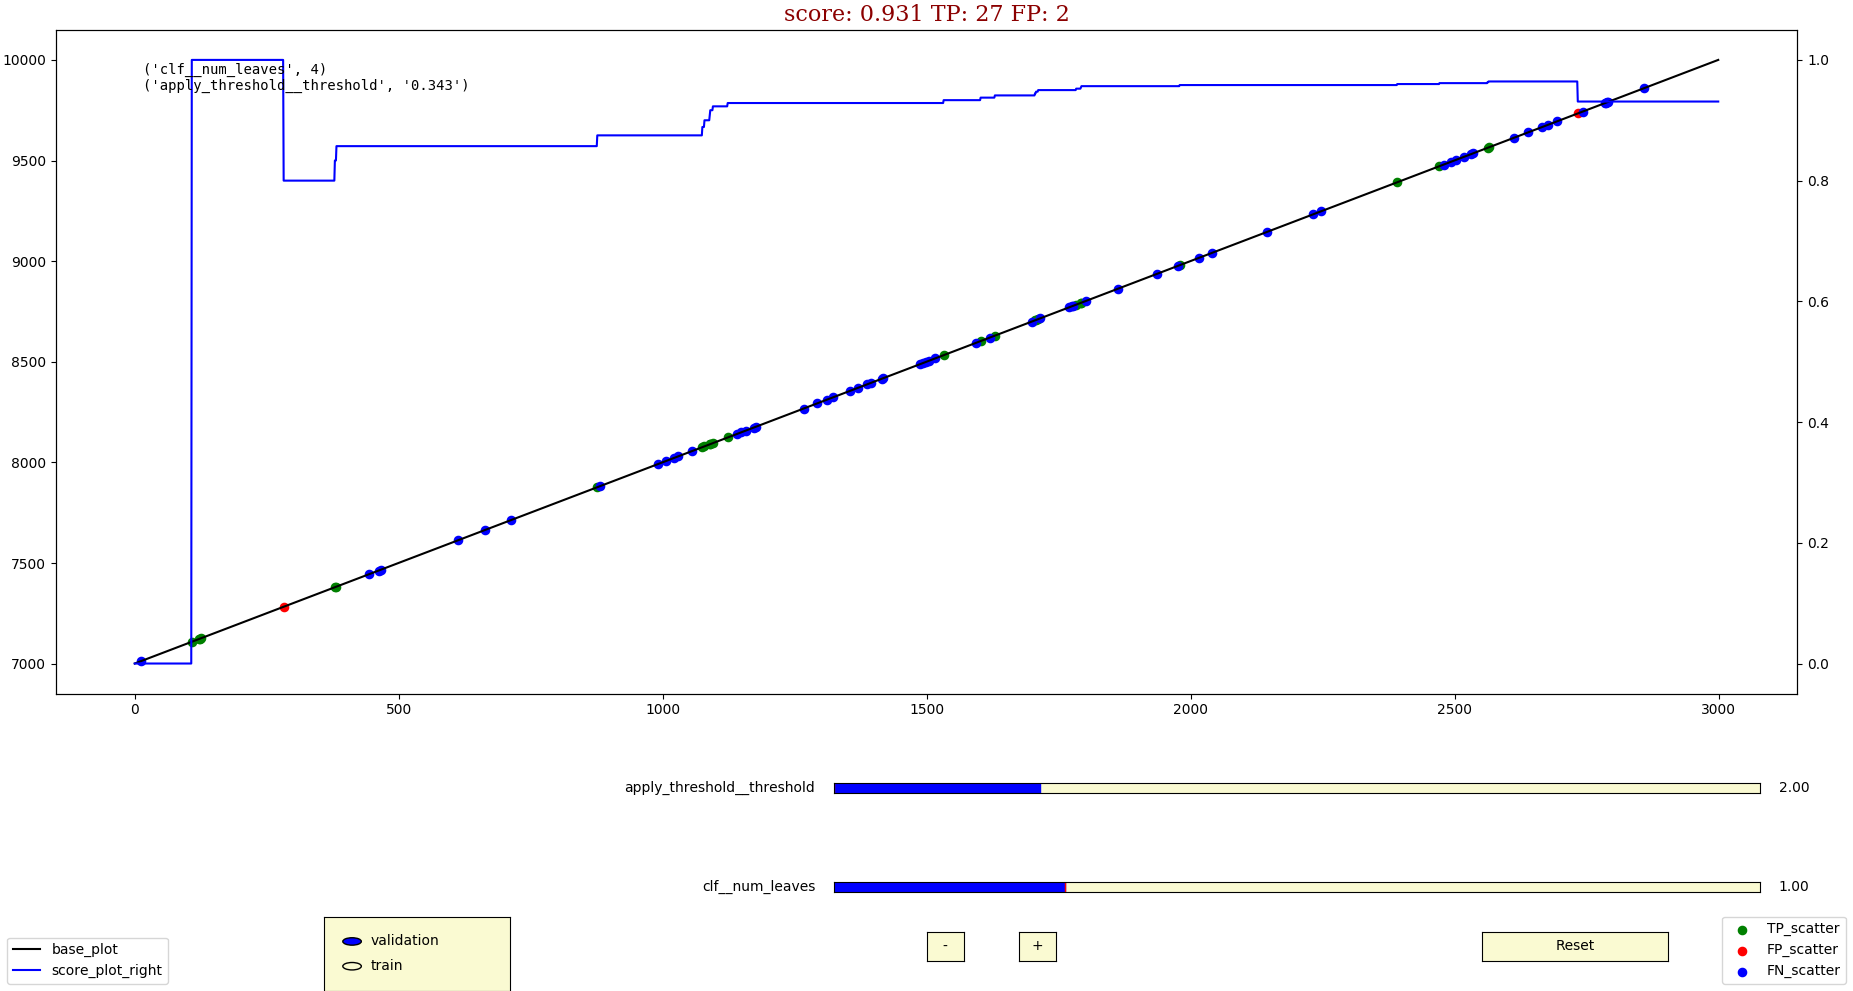 score: 0.931 TP: 27 FP: 2
('clf__num_leaves', 4)
('apply_threshold__threshold', '0.343')
10000
9500
9000
8500
8000
7500
7000
1.0
0.8
0.6
0.4
0.2
0.0
0 500 1000 1500 2000 2500 3000
apply_threshold__threshold 2.00
clf__num_leaves 1.00
base_plot
score_plot_right
validation
train
- +
Reset
TP_scatter
FP_scatter
FN_scatter